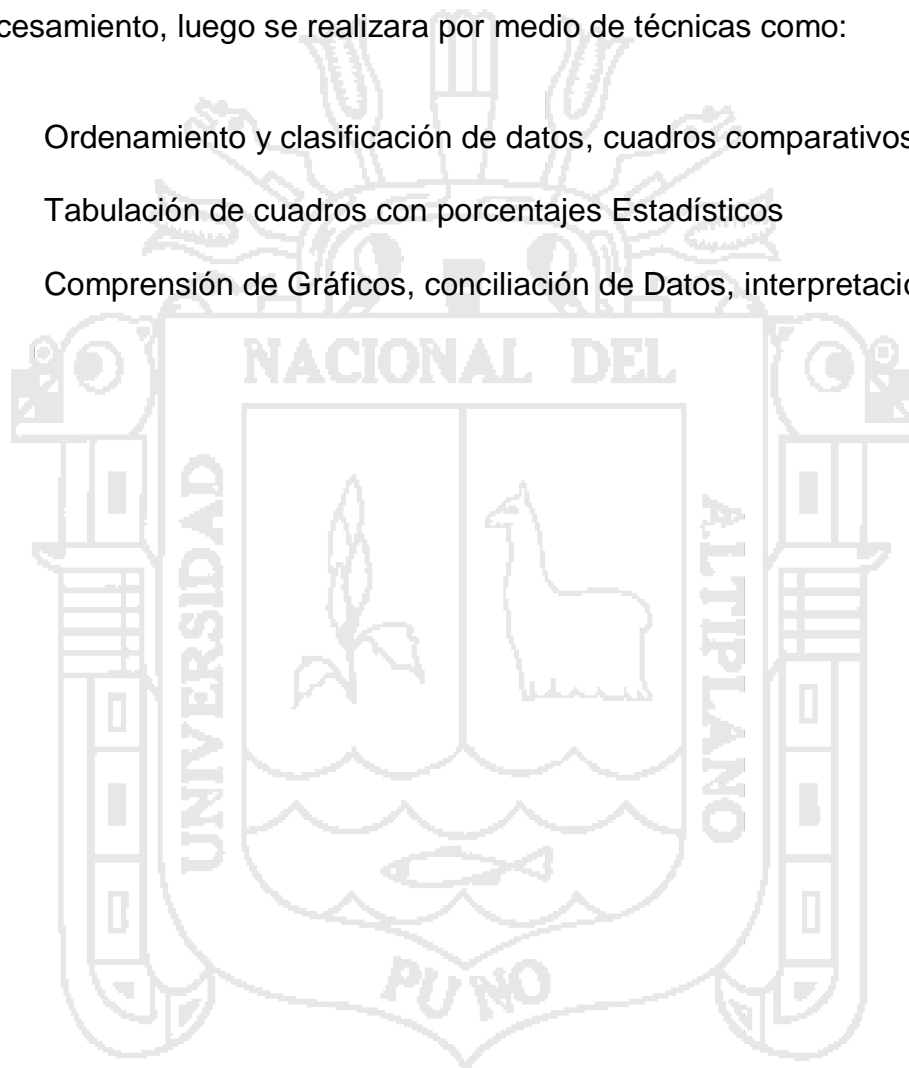 cesamiento, luego se realizara por medio de técnicas como:
Ordenamiento y clasificación de datos, cuadros comparativos
Tabulación de cuadros con porcentajes Estadísticos
Comprensión de Gráficos, conciliación de Datos, interpretacio
NACIONAL DEL
UNIVERSIDAD
ALTIPLANO
PUNO